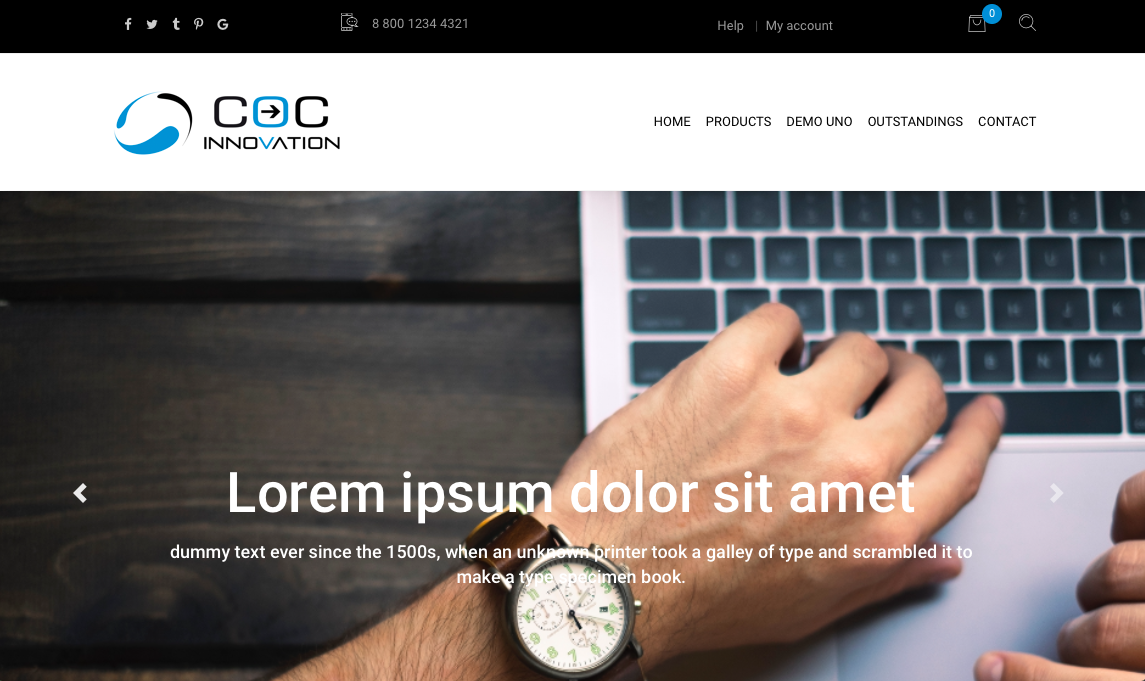 8 800 1234 4321
Help | My account
0
COC
INNOVATION
HOME PRODUCTS DEMO UNO OUTSTANDINGS CONTACT
Lorem ipsum dolor sit amet
dummy text ever since the 1500s, when an unknown printer took a galley of type and scrambled it to
make a type specimen book.